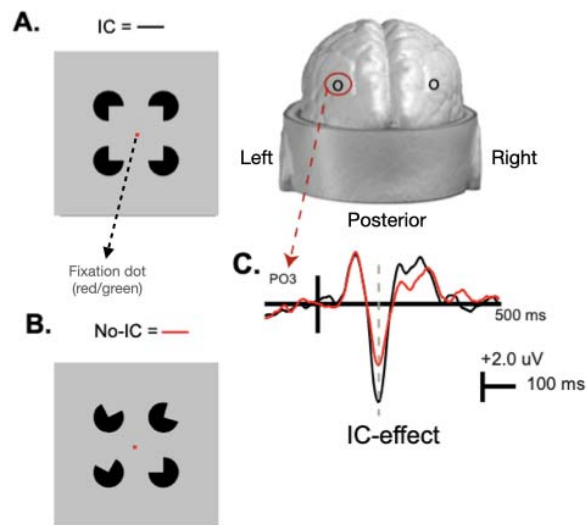 A.
IC =
Left
Right
Posterior
Fixation dot
(red/green)
C.
PO3
500 ms
B.
No-IC =
+2.0 uV
100 ms
IC-effect